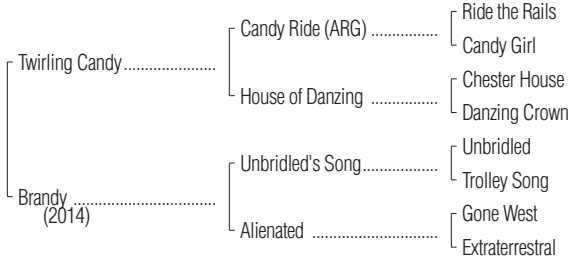 Ride the Rails
Candy Ride (ARG) ................
Candy Girl
Twirling Candy......................
Chester House
House of Danzing ................
Danzing Crown
Unbridled
Unbridled's Song..................
Trolley Song
Brandy ..................................
(2014)
Gone West
Alienated ..............................
Extraterrestral